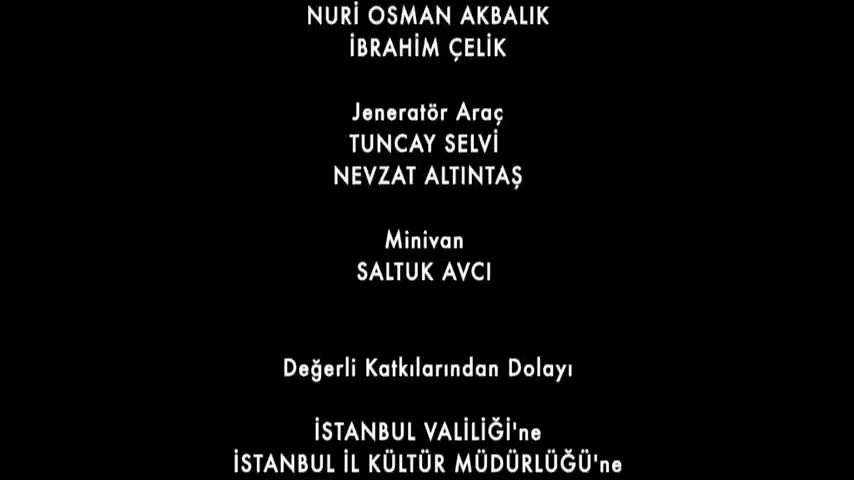 NURİ OSMAN AKBALIK
İBRAHİM ÇELİK
Jeneratör Araç
TUNCAY SELVİ
NEVZAT ALTINTAŞ
Minivan
SALTUK AVCI
Değerli Katkılarından Dolayı
İSTANBUL VALİLİĞİ'ne
İSTANBUL İL KÜLTÜR MÜDÜRLÜĞÜ'ne